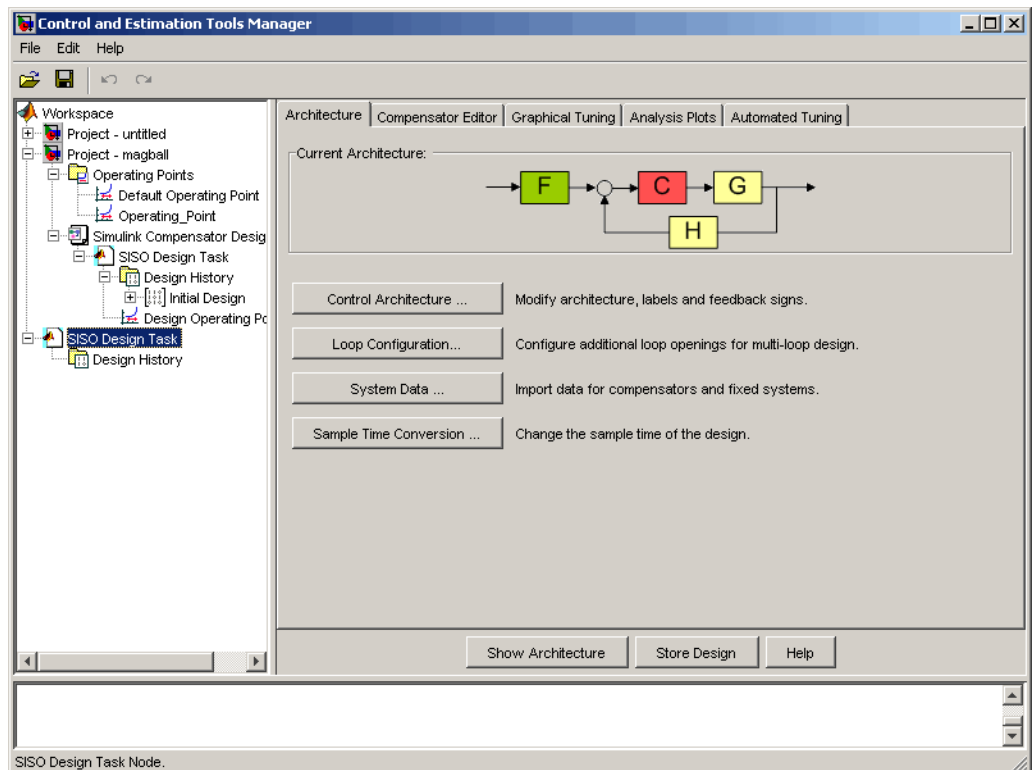 Control and Estimation Tools Manager
File Edit Help
Workspace
Project - untitled
Project - magball
Operating Points
Default Operating Point
Operating_Point
Simulink Compensator Desig
SISO Design Task
Design History
Initial Design
Design Operating Po
SISO Design Task
Design History
Architecture Compensator Editor Graphical Tuning Analysis Plots Automated Tuning
Current Architecture:
F C G
H
Control Architecture ... Modify architecture, labels and feedback signs.
Loop Configuration... Configure additional loop openings for multi-loop design.
System Data ... Import data for compensators and fixed systems.
Sample Time Conversion ... Change the sample time of the design.
Show Architecture Store Design Help
SISO Design Task Node.